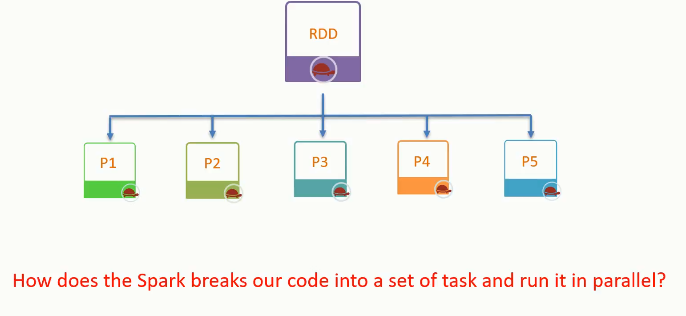 RDD
P1
P2
P3
P4
P5
How does the Spark breaks our code into a set of task and run it in parallel?